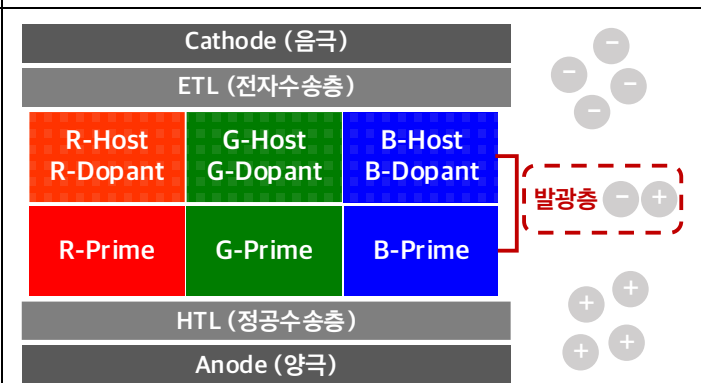 Cathode (음극)
ETL (전자수송층)
R-Host G-Host B-Host
R-Dopant G-Dopant B-Dopant
발광층 − +
R-Prime G-Prime B-Prime
HTL (정공수송층)
Anode (양극)
− − − −
+ + + +